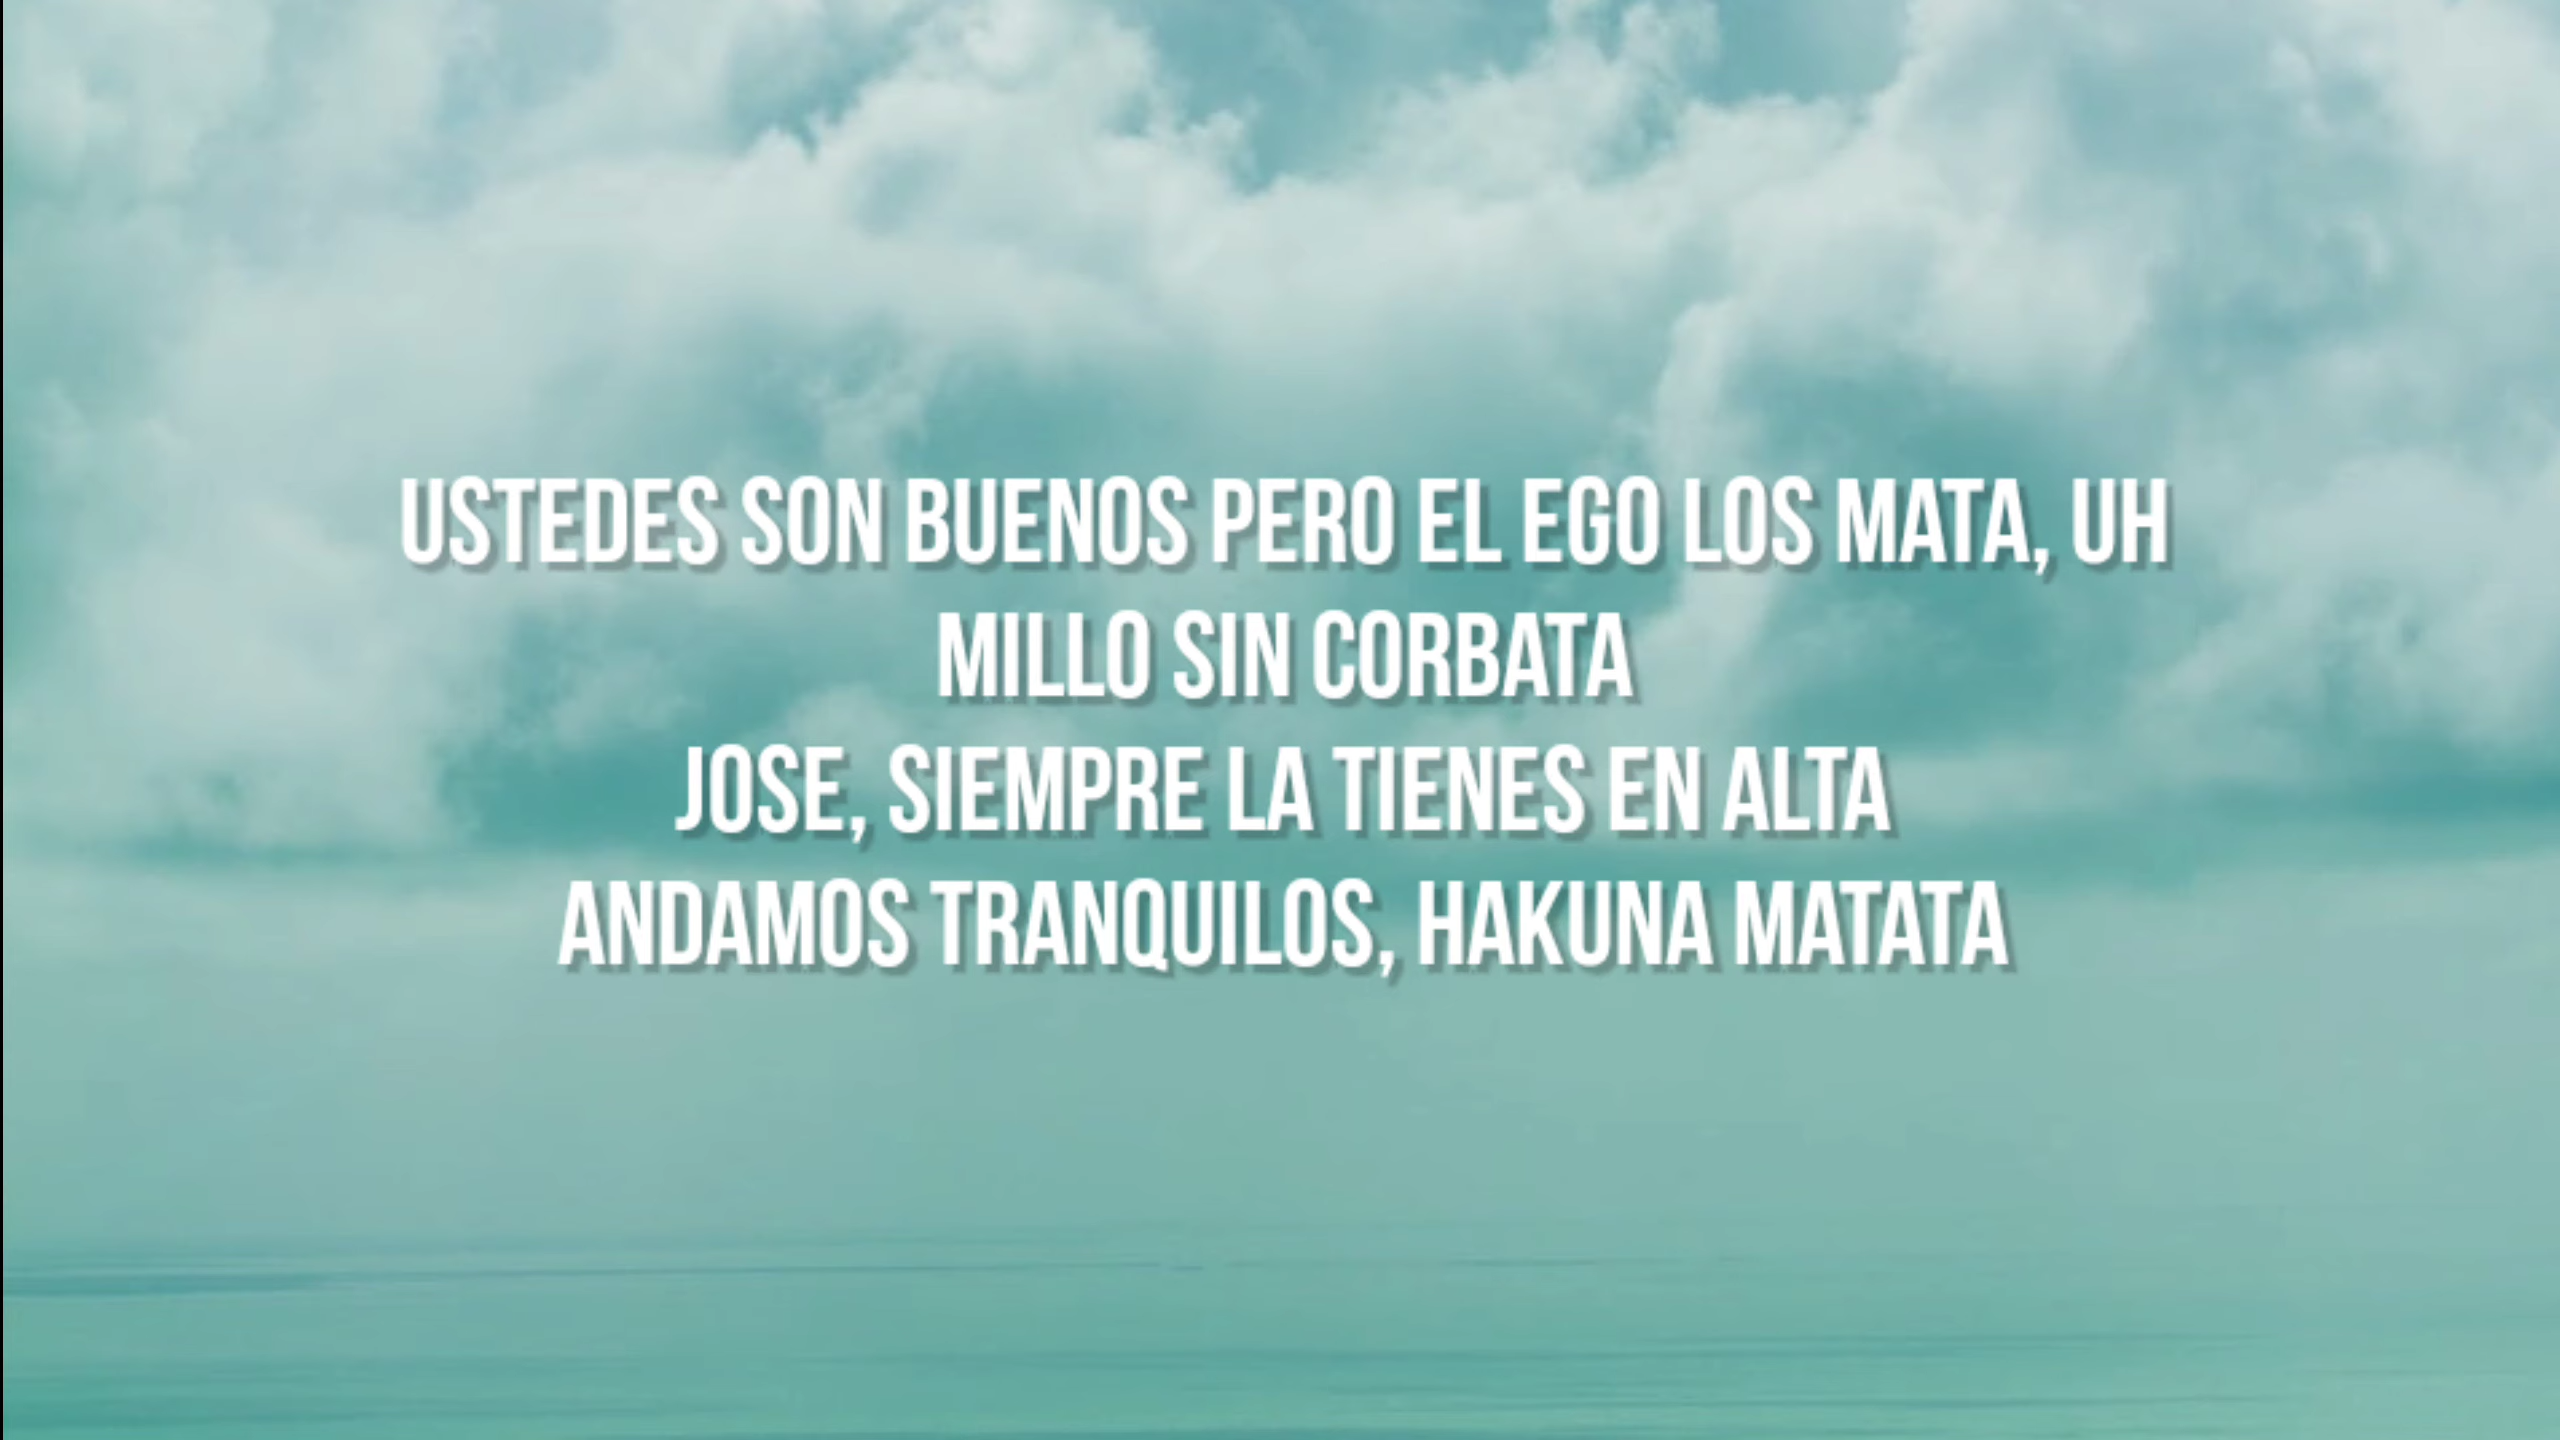 USTEDES SON BUENOS PERO EL EGO LOS MATA, UH
MILLO SIN CORBATA
JOSE, SIEMPRE LA TIENES EN ALTA
ANDAMOS TRANQUILOS, HAKUNA MATATA